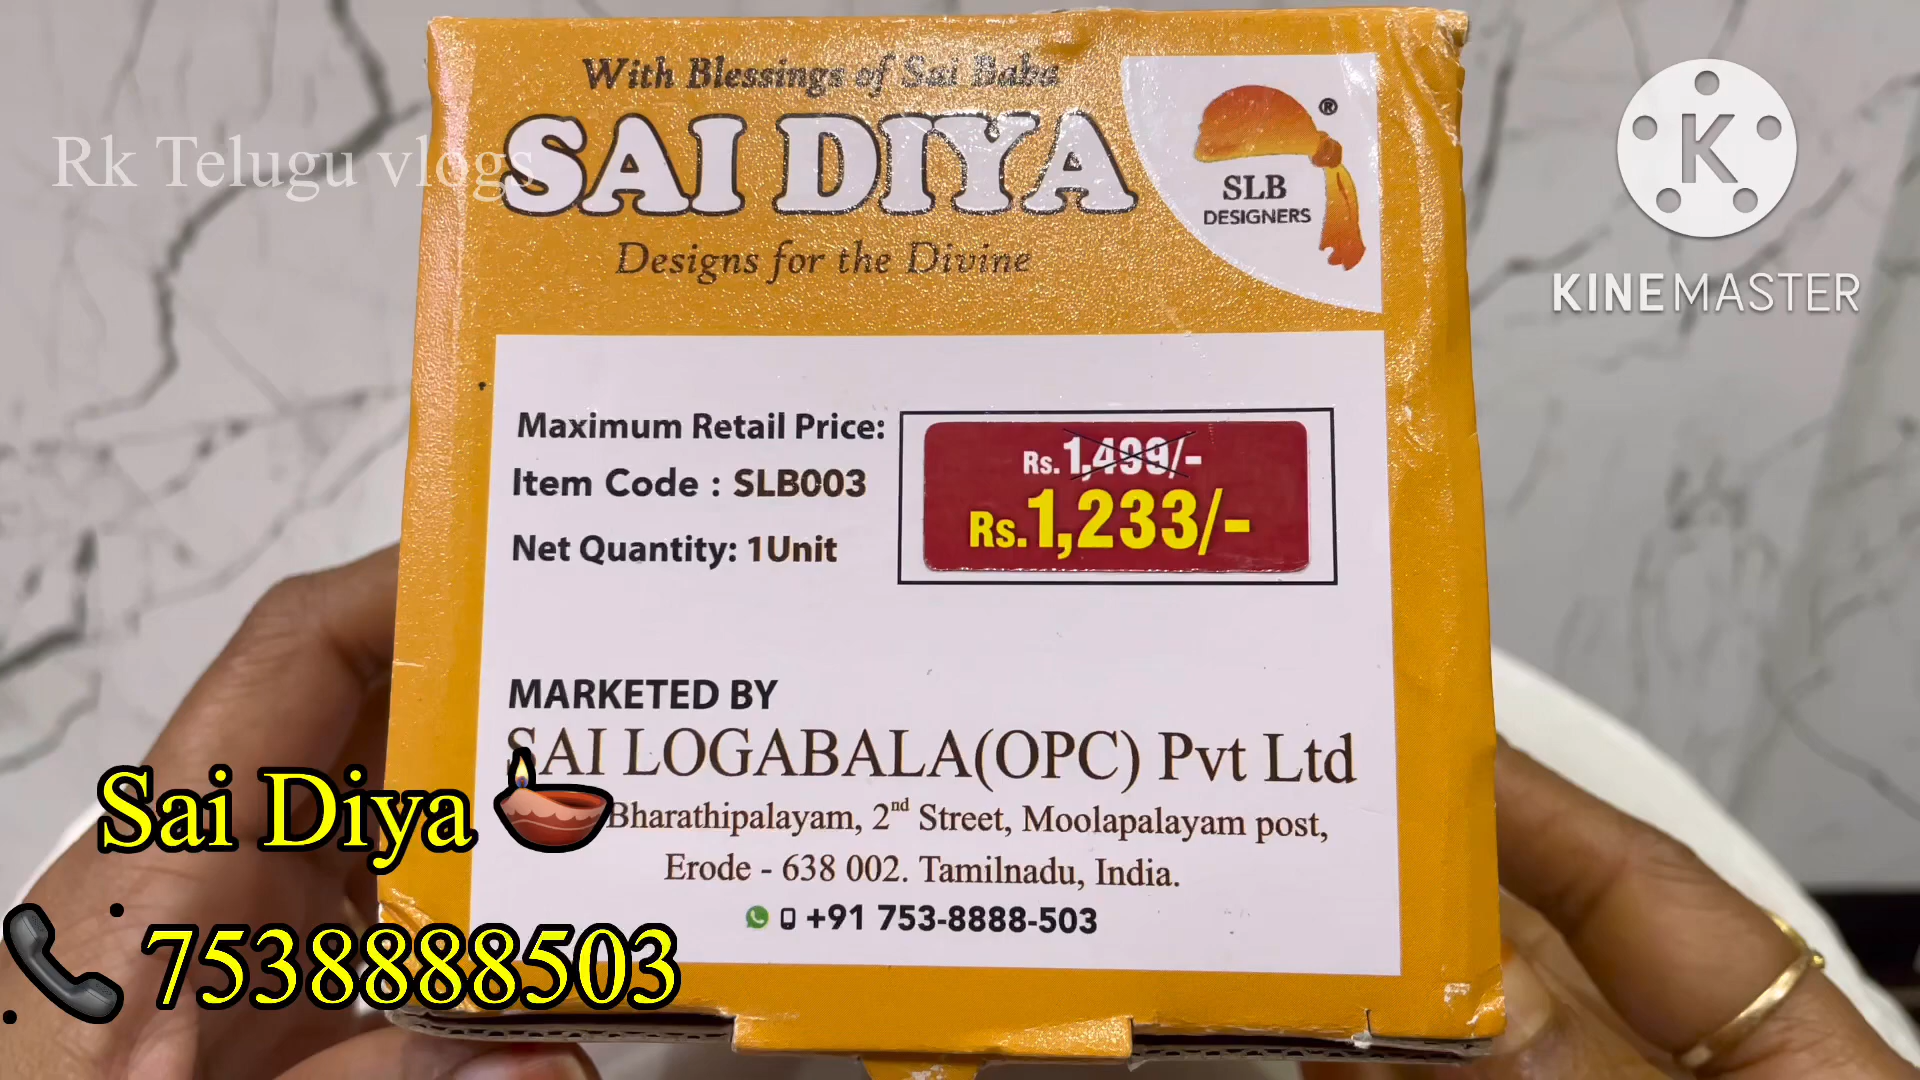 With Blessings of Sai Baba
SAI DIYA
Designs for the Divine
®
SLB
DESIGNERS
Rk Telugu vlogs
K
KINEMASTER
Maximum Retail Price:
Item Code : SLB003
Net Quantity: 1Unit
Rs. 1,499/-
Rs. 1,233/-
MARKETED BY
SAI LOGABALA(OPC) Pvt Ltd
Bharathipalayam, 2nd Street, Moolapalayam post,
Erode - 638 002. Tamilnadu, India.
+91 753-8888-503
Sai Diya
7538888503